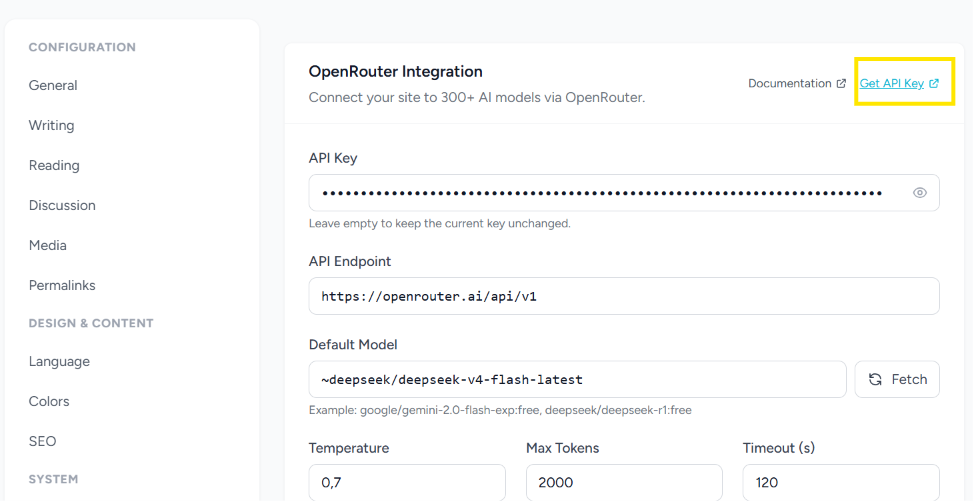 CONFIGURATION
General
Writing
Reading
Discussion
Media
Permalinks
DESIGN & CONTENT
Language
Colors
SEO
SYSTEM
OpenRouter Integration
Connect your site to 300+ AI models via OpenRouter.
Documentation
Get API Key
API Key
Leave empty to keep the current key unchanged.
API Endpoint
https://openrouter.ai/api/v1
Default Model
~deepseek/deepseek-v4-flash-latest
Fetch
Example: google/gemini-2.0-flash-exp:free, deepseek/deepseek-r1:free
Temperature
Max Tokens
Timeout (s)
0,7
2000
120